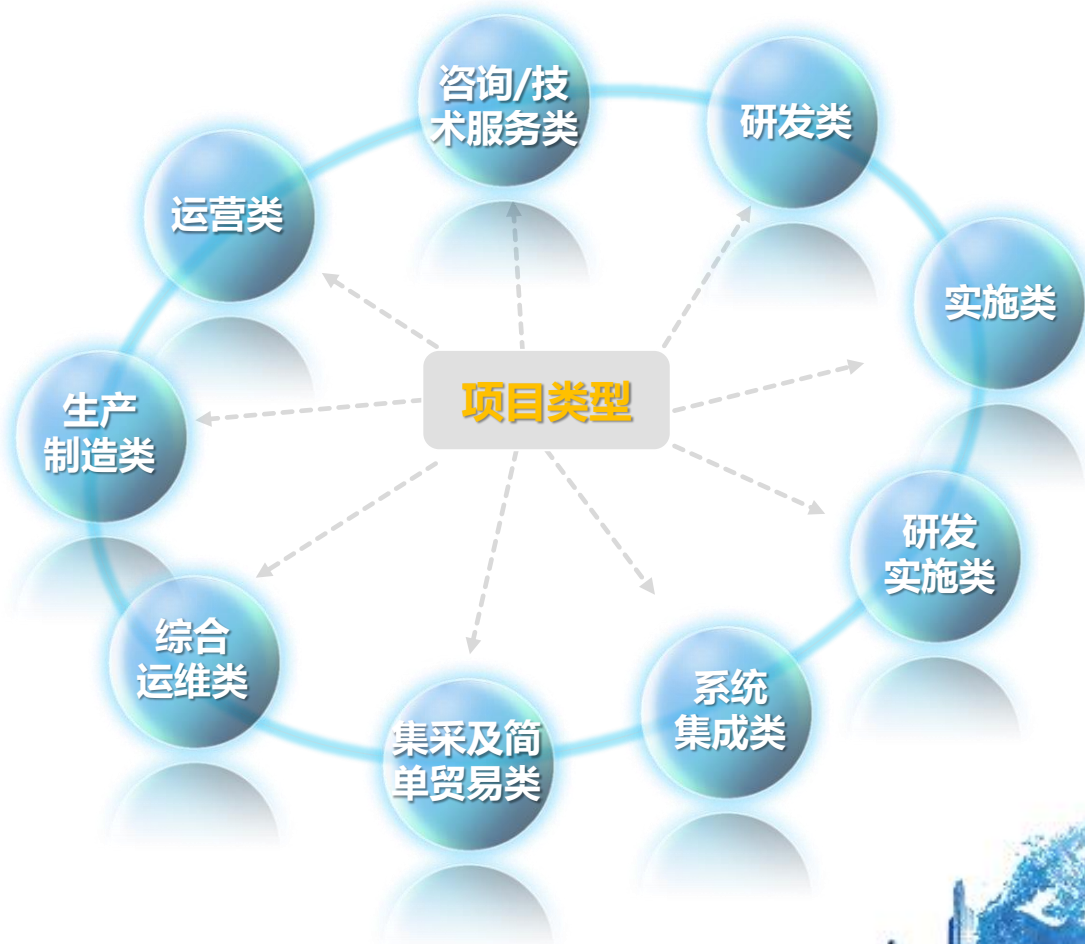 咨询/技
术服务类
研发类
运营类
实施类
项目类型
生产
制造类
研发
实施类
综合
运维类
系统
集成类
集采及简
单贸易类